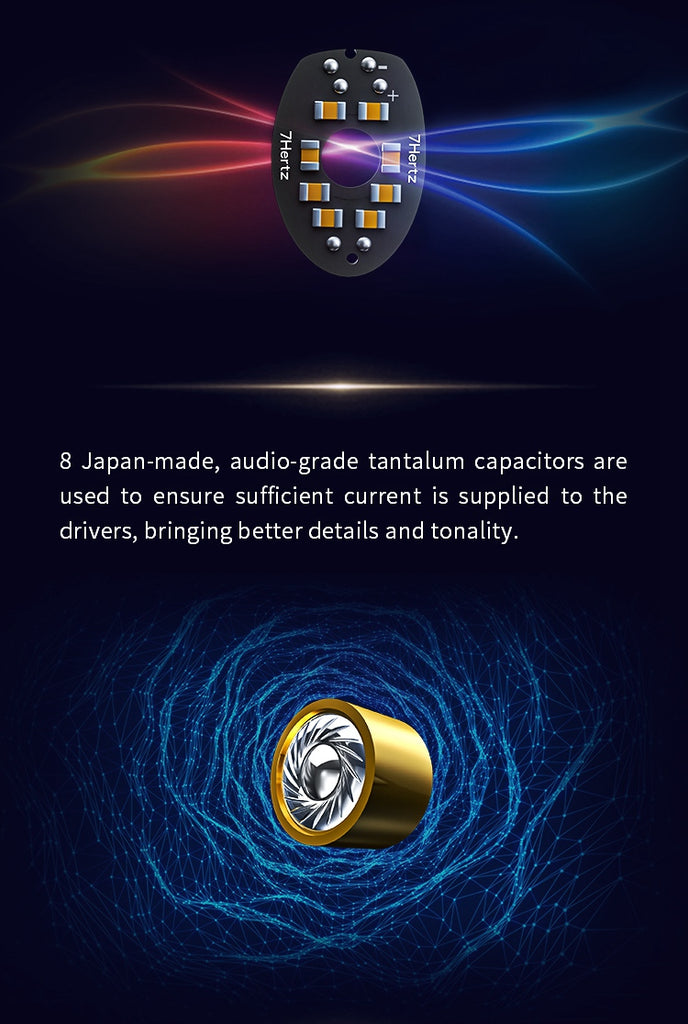 -
+
7Hertz
7Hertz
8 Japan-made, audio-grade tantalum capacitors are
used to ensure sufficient current is supplied to the
drivers, bringing better details and tonality.